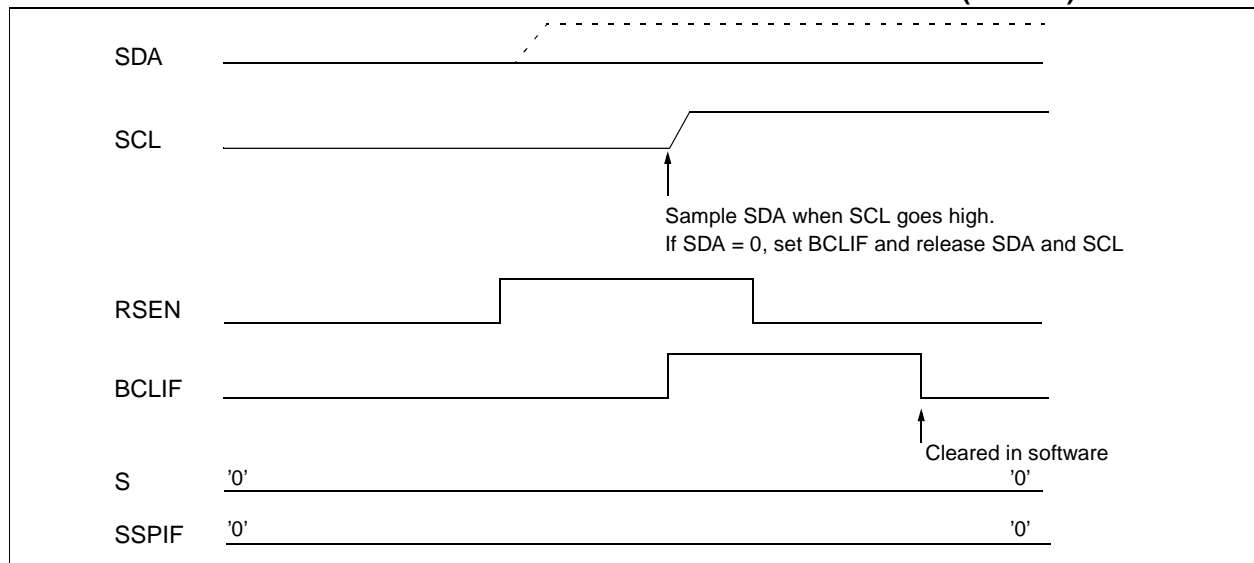 SDA
SCL
Sample SDA when SCL goes high.
If SDA = 0, set BCLIF and release SDA and SCL
RSEN
BCLIF
Cleared in software
S '0' '0'
SSPIF '0' '0'